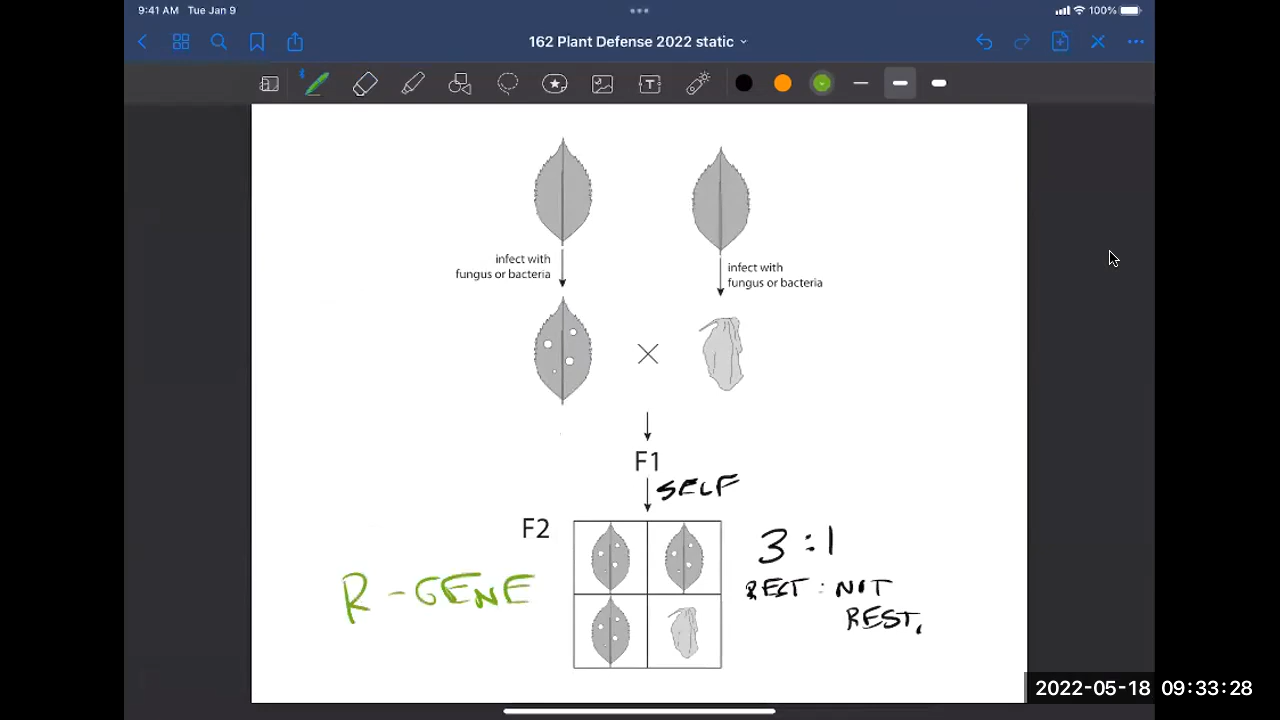 9:41 AM Tue Jan 9
100%
162 Plant Defense 2022 static
infect with
fungus or bacteria
infect with
fungus or bacteria
F1
SELF
F2
3:1
REST : NOT
REST.
R-GENE
2022-05-18 09:33:28